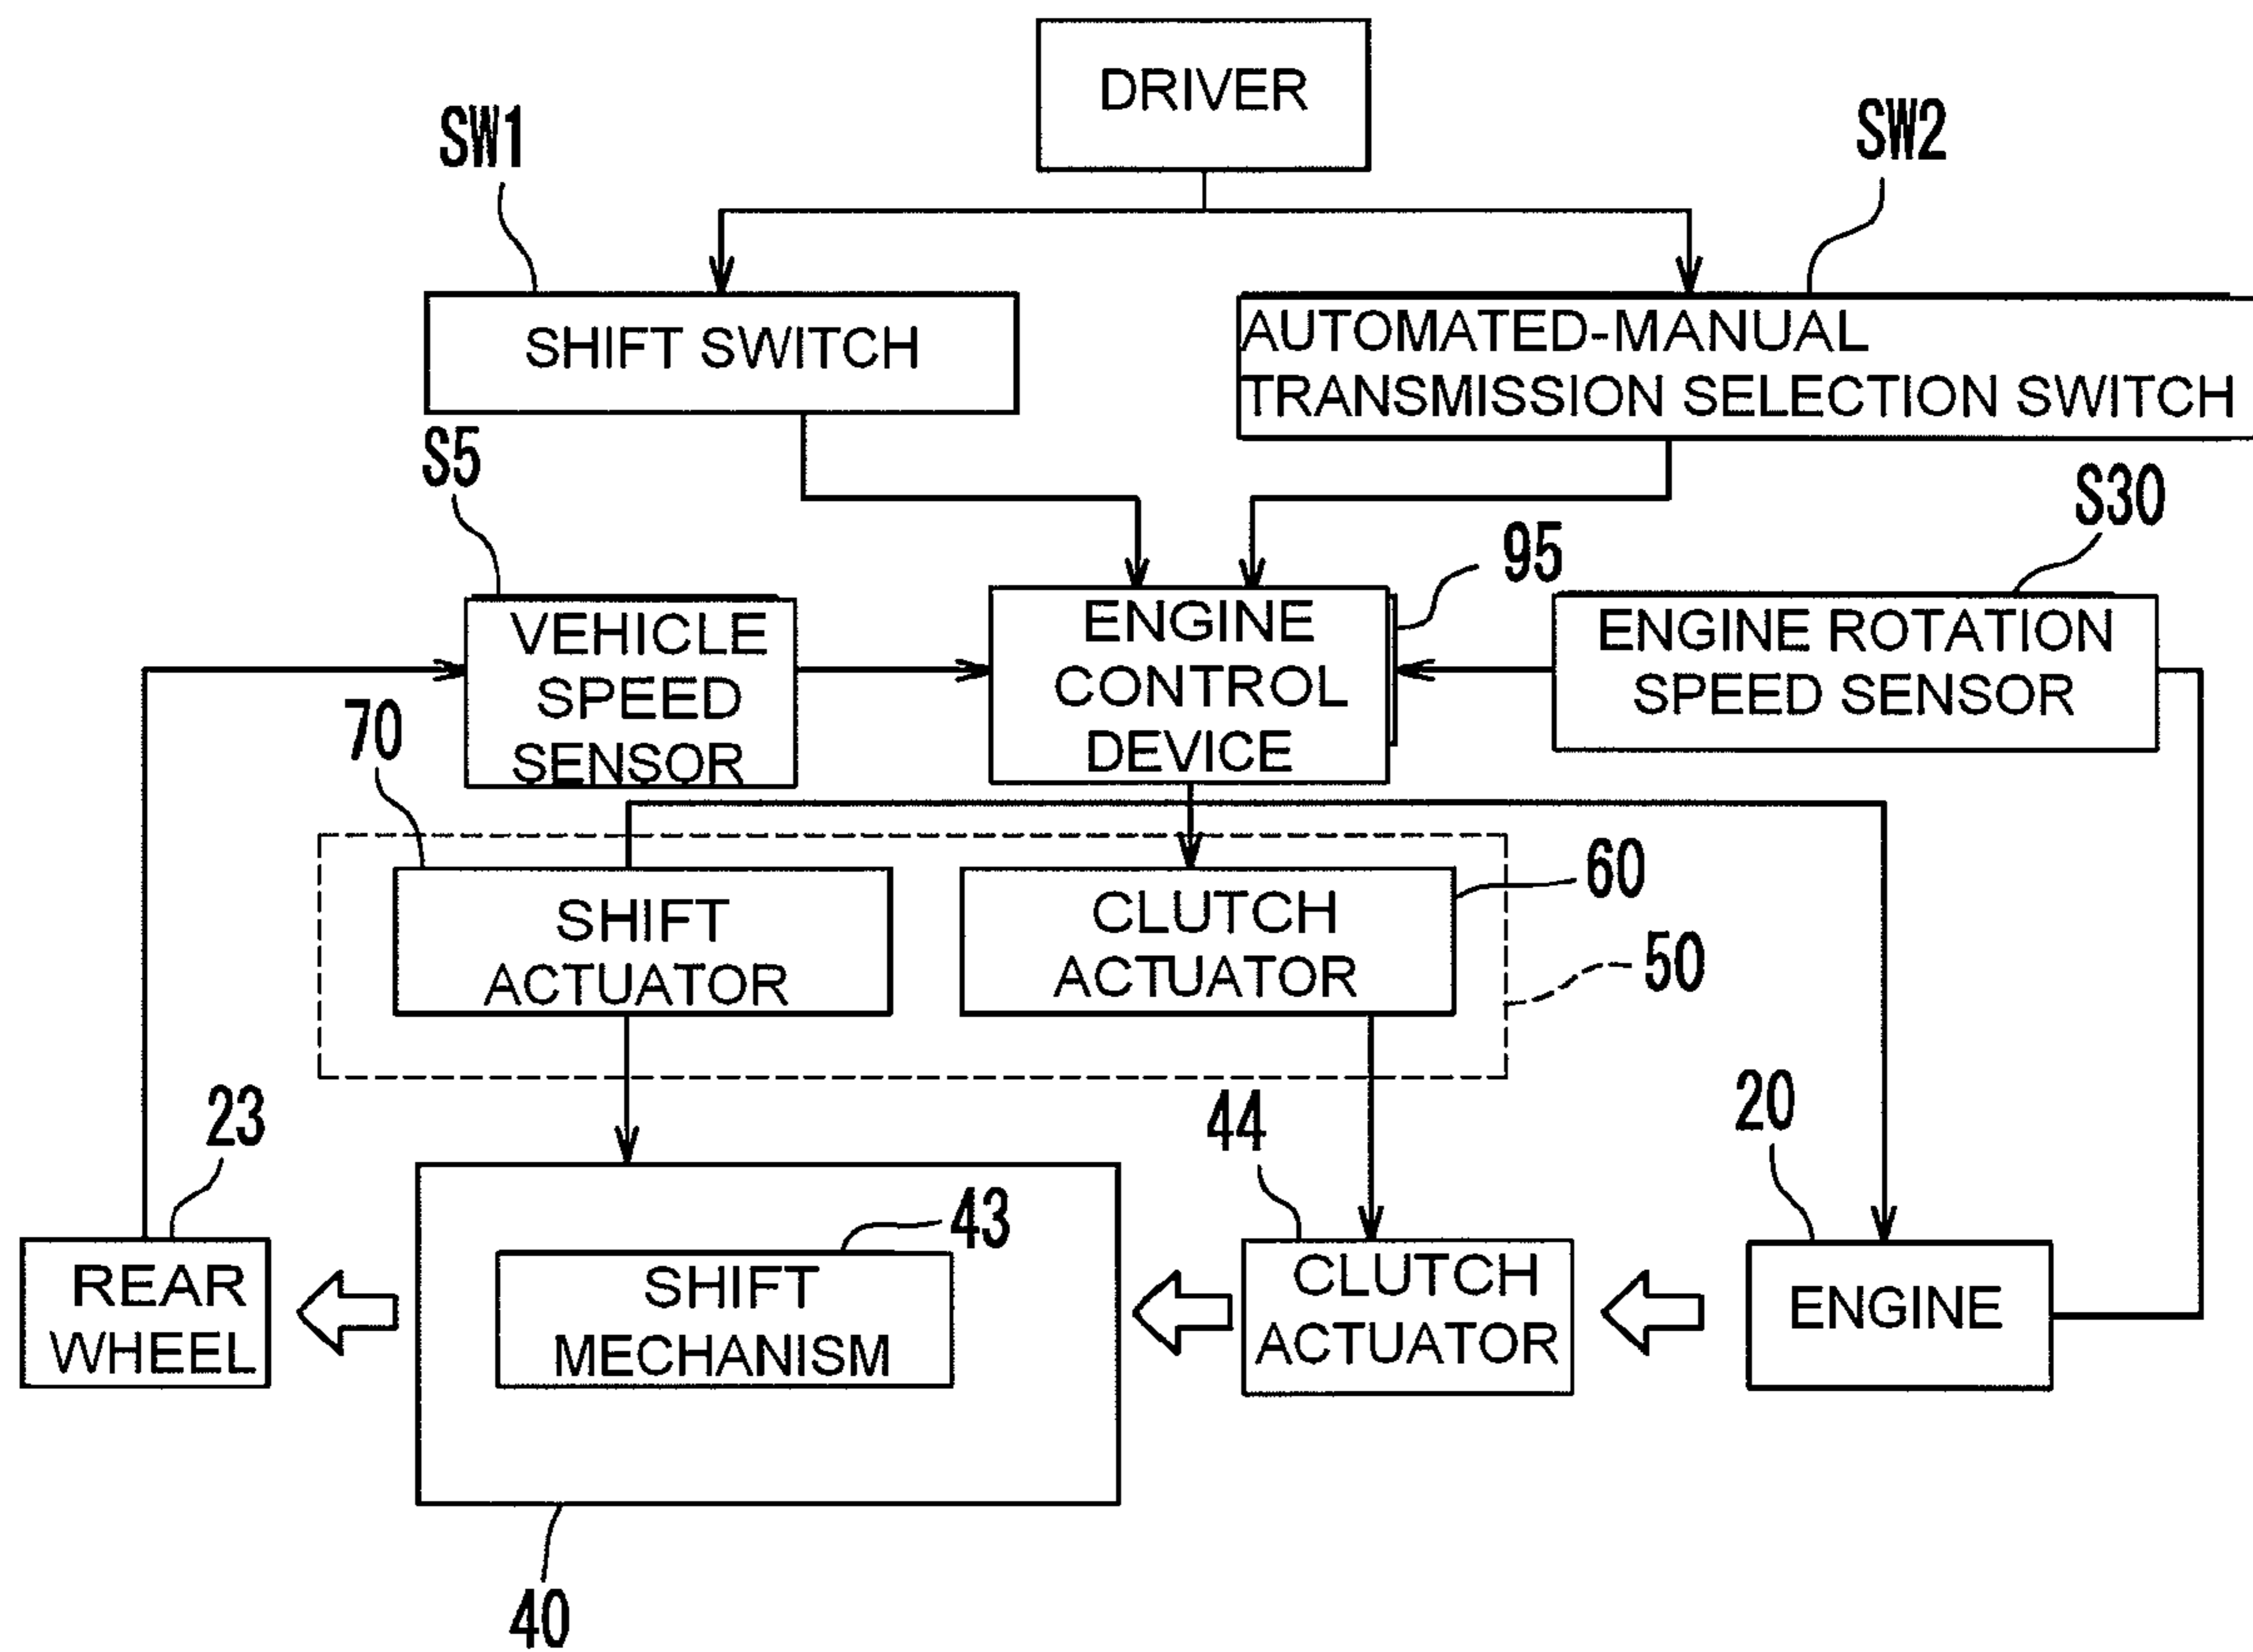 DRIVER
SW1
SW2
SHIFT SWITCH
AUTOMATED-MANUAL
TRANSMISSION SELECTION SWITCH
S5
S30
95
VEHICLE
SPEED
SENSOR
ENGINE
CONTROL
DEVICE
ENGINE ROTATION
SPEED SENSOR
70
60
SHIFT
ACTUATOR
CLUTCH
ACTUATOR
50
23
44
20
43
REAR
WHEEL
SHIFT
MECHANISM
CLUTCH
ACTUATOR
ENGINE
40